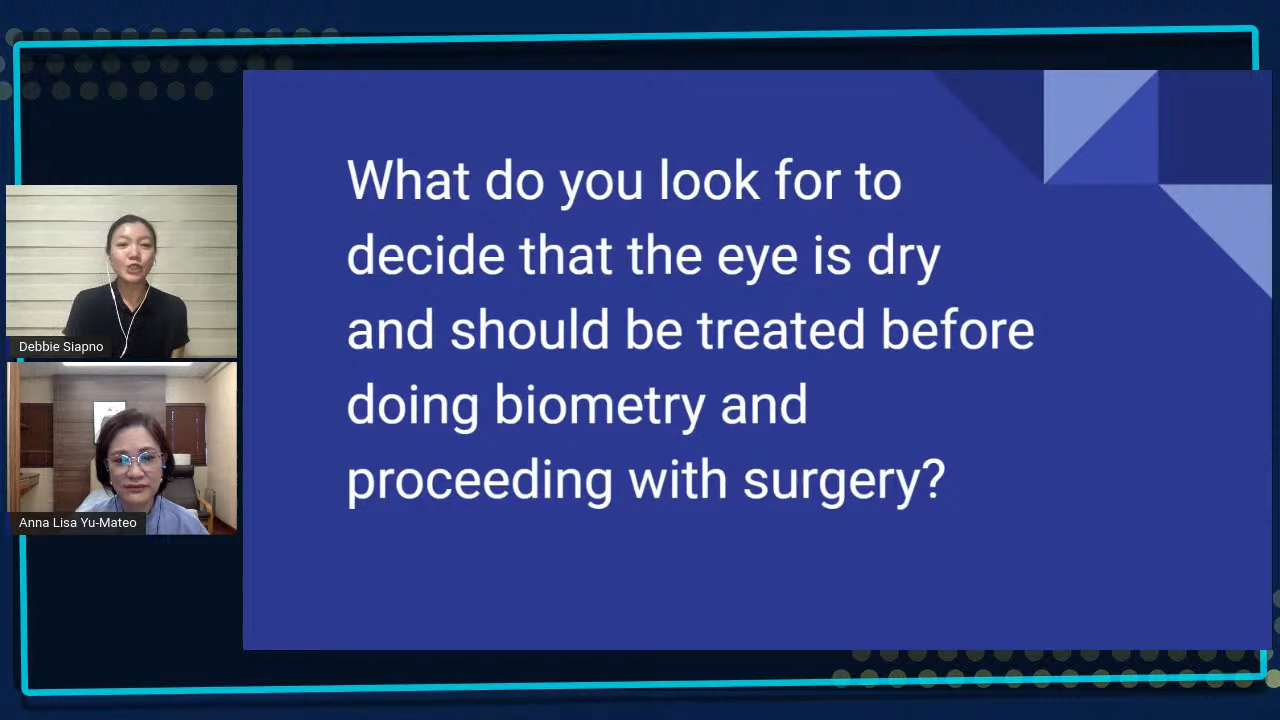 What do you look for to
decide that the eye is dry
and should be treated before
doing biometry and
proceeding with surgery?
Debbie Siapno
Anna Lisa Yu-Mateo